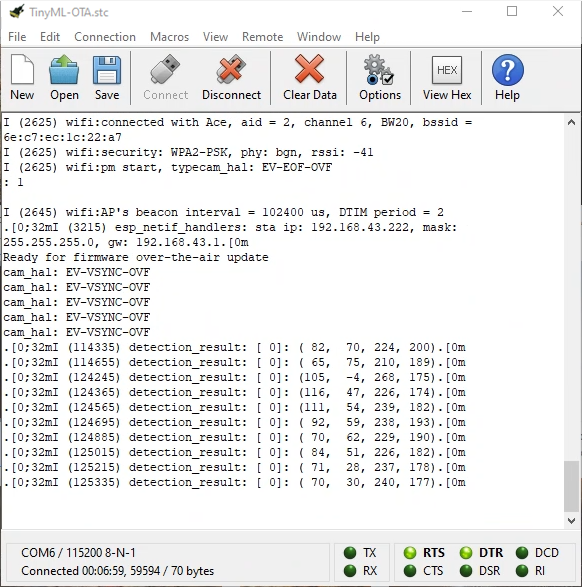 TinyML-OTA.stc
File Edit Connection Macros View Remote Window Help
New Open Save Connect Disconnect Clear Data Options HEX View Hex ? Help
I (2625) wifi:connected with Ace, aid = 2, channel 6, BW20, bssid =
6e:c7:ec:1c:22:a7
I (2625) wifi:security: WPA2-PSK, phy: bgn, rssi: -41
I (2625) wifi:pm start, typecam_hal: EV-EOF-OVF
: 1
I (2645) wifi:AP's beacon interval = 102400 us, DTIM period = 2
.[0;32mI (3215) esp_netif_handlers: sta ip: 192.168.43.222, mask:
255.255.255.0, gw: 192.168.43.1.[0m
Ready for firmware over-the-air update
cam_hal: EV-VSYNC-OVF
cam_hal: EV-VSYNC-OVF
cam_hal: EV-VSYNC-OVF
cam_hal: EV-VSYNC-OVF
cam_hal: EV-VSYNC-OVF
.[0;32mI (114335) detection_result: [ 0]: ( 82,  70, 224, 200).[0m
.[0;32mI (114655) detection_result: [ 0]: ( 65,  75, 210, 189).[0m
.[0;32mI (124245) detection_result: [ 0]: (105,  -4, 268, 175).[0m
.[0;32mI (124365) detection_result: [ 0]: (116,  47, 226, 174).[0m
.[0;32mI (124565) detection_result: [ 0]: (111,  54, 239, 182).[0m
.[0;32mI (124695) detection_result: [ 0]: ( 92,  59, 238, 193).[0m
.[0;32mI (124885) detection_result: [ 0]: ( 70,  62, 229, 190).[0m
.[0;32mI (125015) detection_result: [ 0]: ( 84,  51, 226, 182).[0m
.[0;32mI (125215) detection_result: [ 0]: ( 71,  28, 237, 178).[0m
.[0;32mI (125335) detection_result: [ 0]: ( 70,  30, 240, 177).[0m
COM6 / 115200 8-N-1
Connected 00:06:59, 59594 / 70 bytes
TX RTS DTR DCD
RX CTS DSR RI